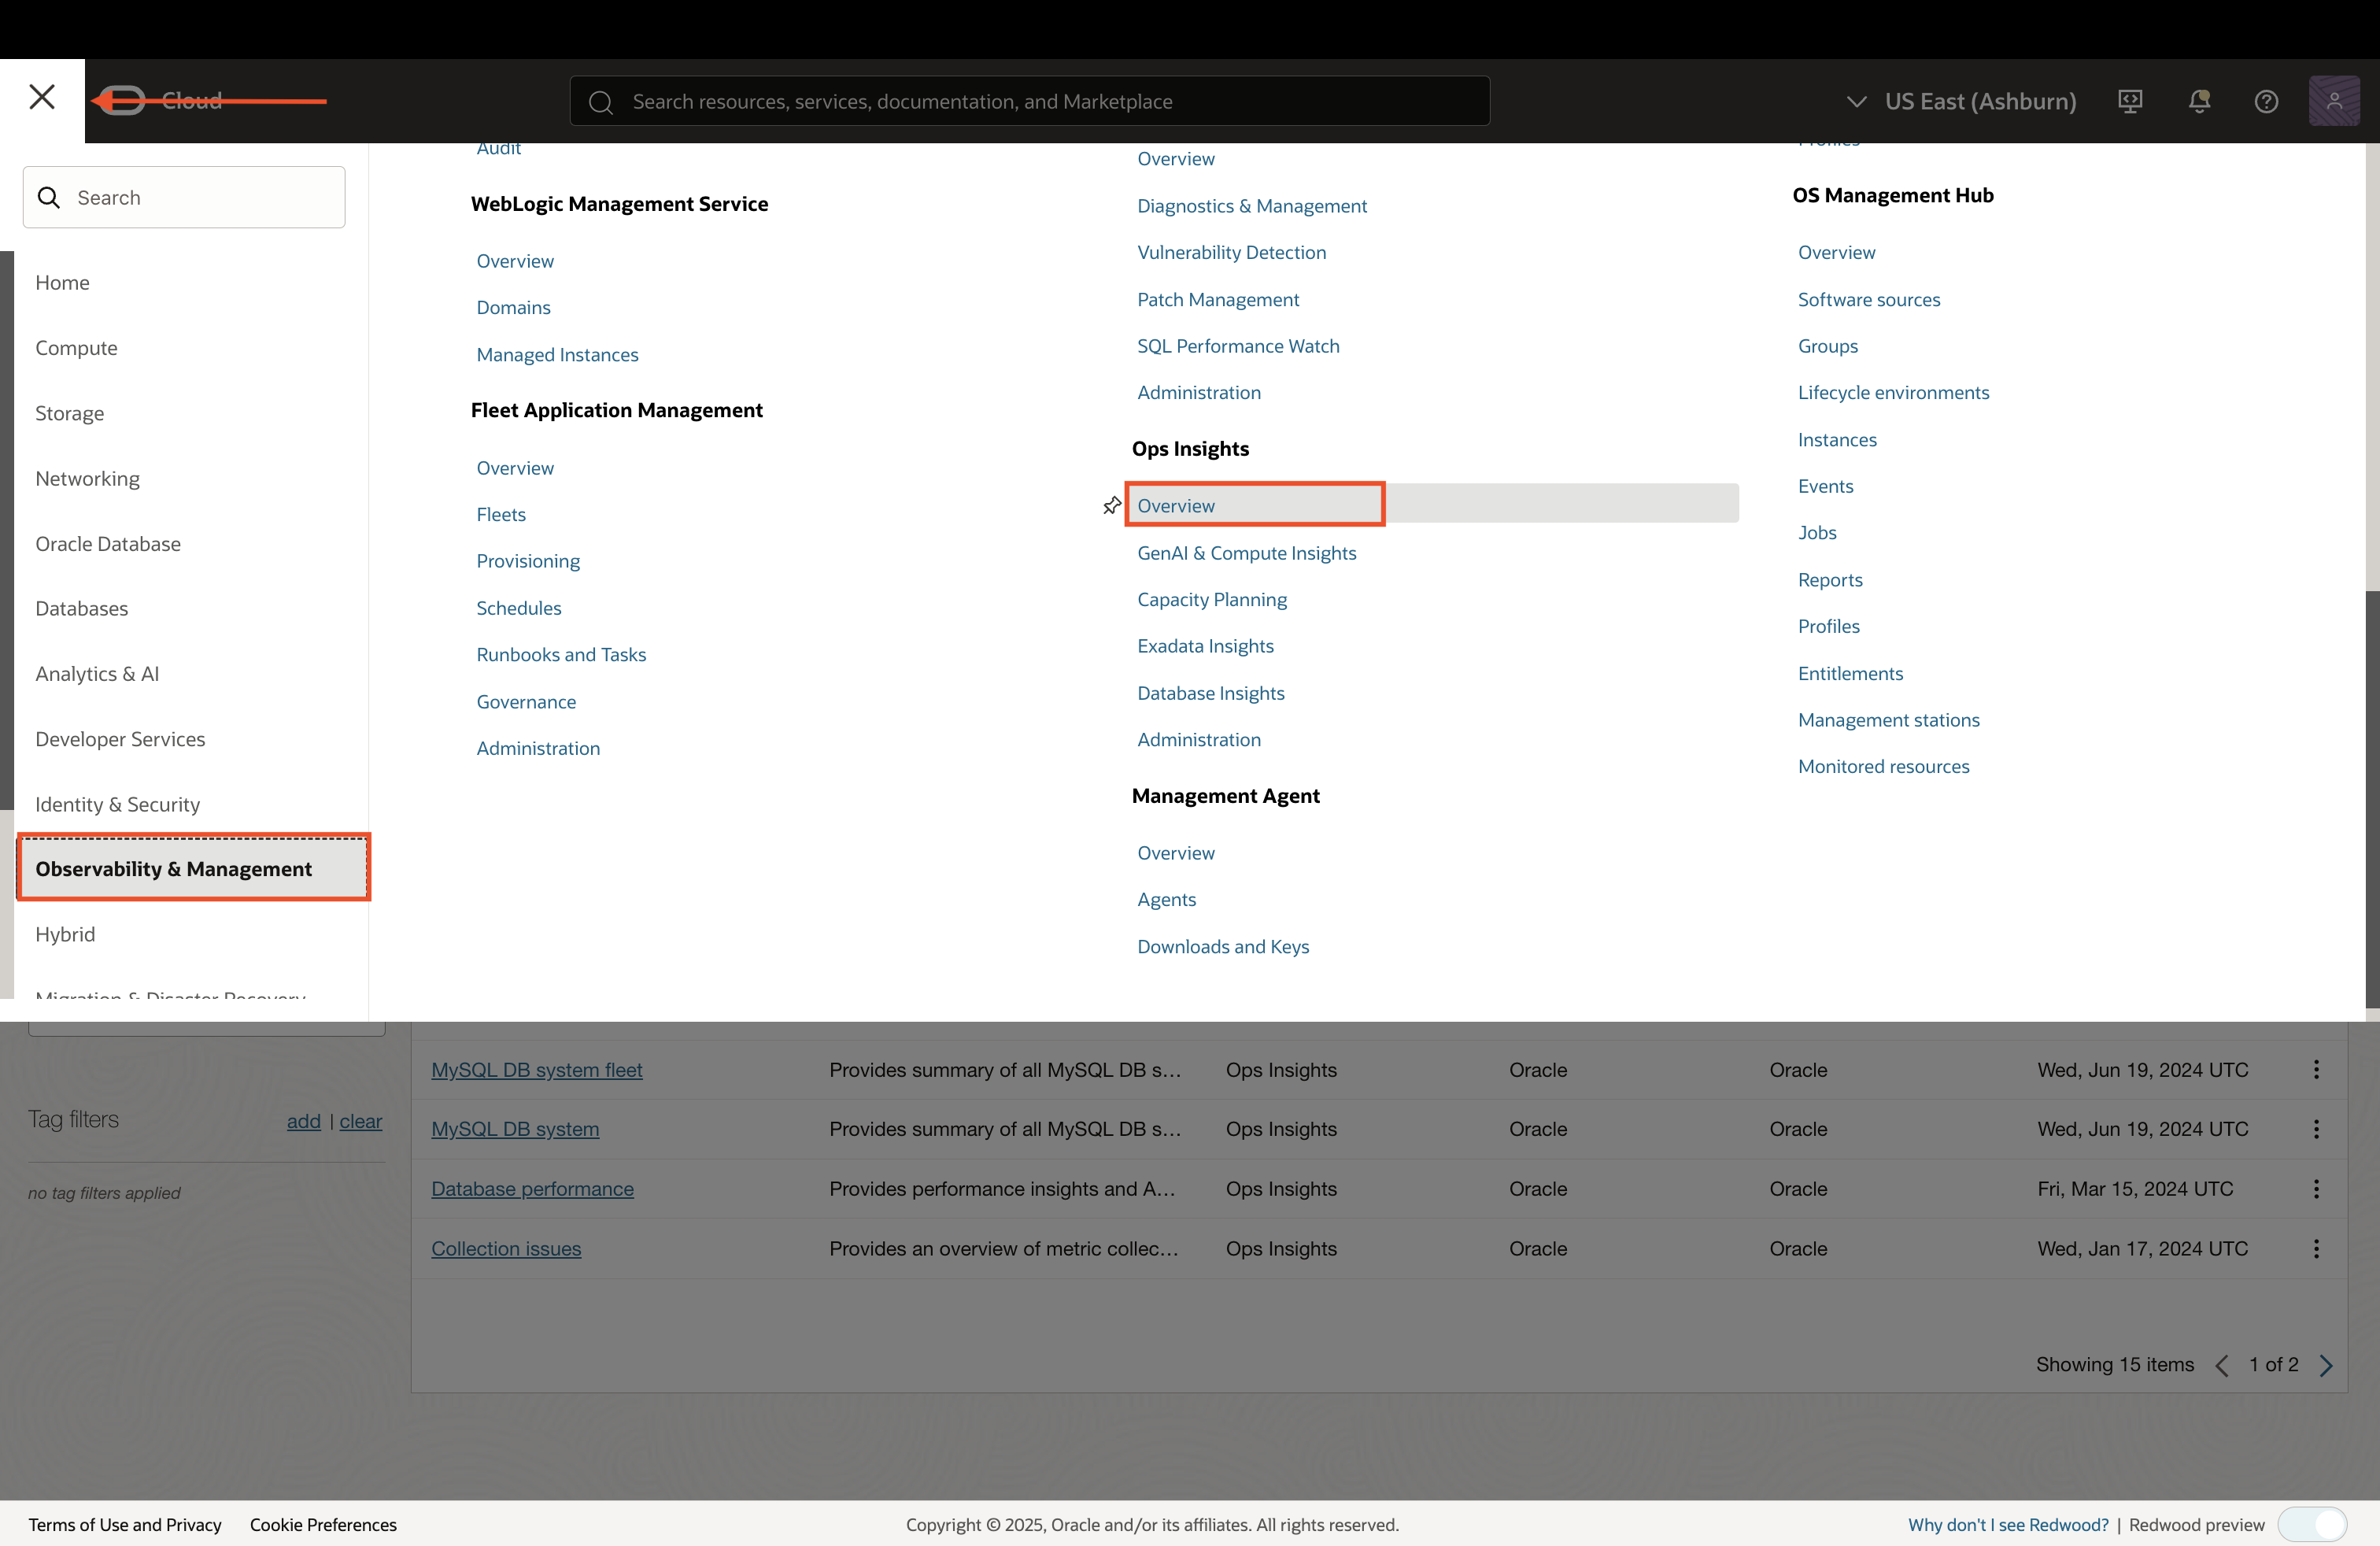 Cloud
Search resources, services, documentation, and Marketplace
US East (Ashburn)
Search
Home
Compute
Storage
Networking
Oracle Database
Databases
Analytics & AI
Developer Services
Identity & Security
Observability & Management
Hybrid
Migration & Disaster Recovery
Audit
WebLogic Management Service
Overview
Domains
Managed Instances
Fleet Application Management
Overview
Fleets
Provisioning
Schedules
Runbooks and Tasks
Governance
Administration
Overview
Diagnostics & Management
Vulnerability Detection
Patch Management
SQL Performance Watch
Administration
Ops Insights
Overview
GenAI & Compute Insights
Capacity Planning
Exadata Insights
Database Insights
Administration
Management Agent
Overview
Agents
Downloads and Keys
Profiles
OS Management Hub
Overview
Software sources
Groups
Lifecycle environments
Instances
Events
Jobs
Reports
Profiles
Entitlements
Management stations
Monitored resources
Tag filters add | clear
no tag filters applied
MySQL DB system fleet Provides summary of all MySQL DB s... Ops Insights Oracle Oracle Wed, Jun 19, 2024 UTC
MySQL DB system Provides summary of all MySQL DB s... Ops Insights Oracle Oracle Wed, Jun 19, 2024 UTC
Database performance Provides performance insights and A... Ops Insights Oracle Oracle Fri, Mar 15, 2024 UTC
Collection issues Provides an overview of metric collec... Ops Insights Oracle Oracle Wed, Jan 17, 2024 UTC
Showing 15 items 1 of 2
Terms of Use and Privacy Cookie Preferences Copyright © 2025, Oracle and/or its affiliates. All rights reserved. Why don't I see Redwood? | Redwood preview